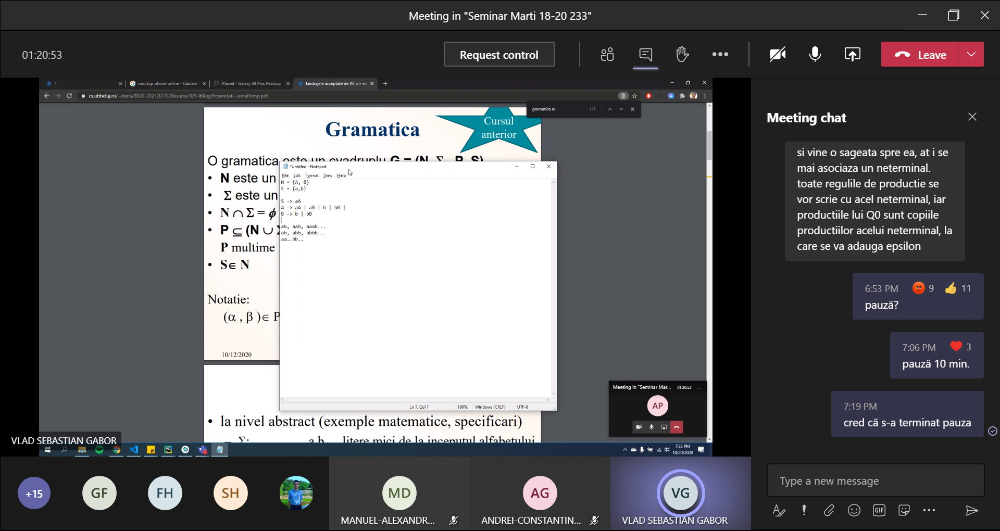 Meeting in "Seminar Marti 18-20 233"
01:20:53
Request control
Leave
1
mockup phone online - Căutare
Placeit - Galaxy S9 Plus Mockup
Limbajele acceptate de AF => ex
cs.ubbcluj.ro/~dana/2020-2021/LFTC/Resurse/3/3-lbRegProprietati-LemaPomp.pdf
gramatica re
1/1
Cursul
anterior
Gramatica
O gramatica este un cvadruplu G = (N, Σ, P, S)
• N este un
• Σ este un
• N ∩ Σ = ϕ
• P ⊆ (N ∪
P multime
• S∈ N
Notatie:
(α , β )∈ P
10/12/2020
*Untitled - Notepad
File Edit Format View Help
N = {A, B}
E = {a,b}
S -> aA
A -> aA | aB | b | bB |
B -> b | bB
ab, aab, aaab...
ab, abb, abbb...
aa..bb..
Ln 7, Col 1
100%
Windows (CRLF)
UTF-8
• la nivel abstract (exemple matematice, specificari)
– Σ: a,b,... litere mici de la inceputul alfabetului
Meeting in "Seminar Mar...
01:20:53
AP
VLAD SEBASTIAN GABOR
7:23 PM
10/20/2020
Meeting chat
si vine o sageata spre ea, at i se
mai asociaza un neterminal.
toate regulile de productie se
vor scrie cu acel neterminal, iar
productiile lui Q0 sunt copiile
productiilor acelui neterminal, la
care se va adauga epsilon
6:53 PM 9 11
pauză?
7:06 PM 3
pauză 10 min.
7:19 PM
cred că s-a terminat pauza
Type a new message
GIF
+15
GF
FH
SH
MD
MANUEL-ALEXANDR...
AG
ANDREI-CONSTANTIN...
VG
VLAD SEBASTIAN GABOR